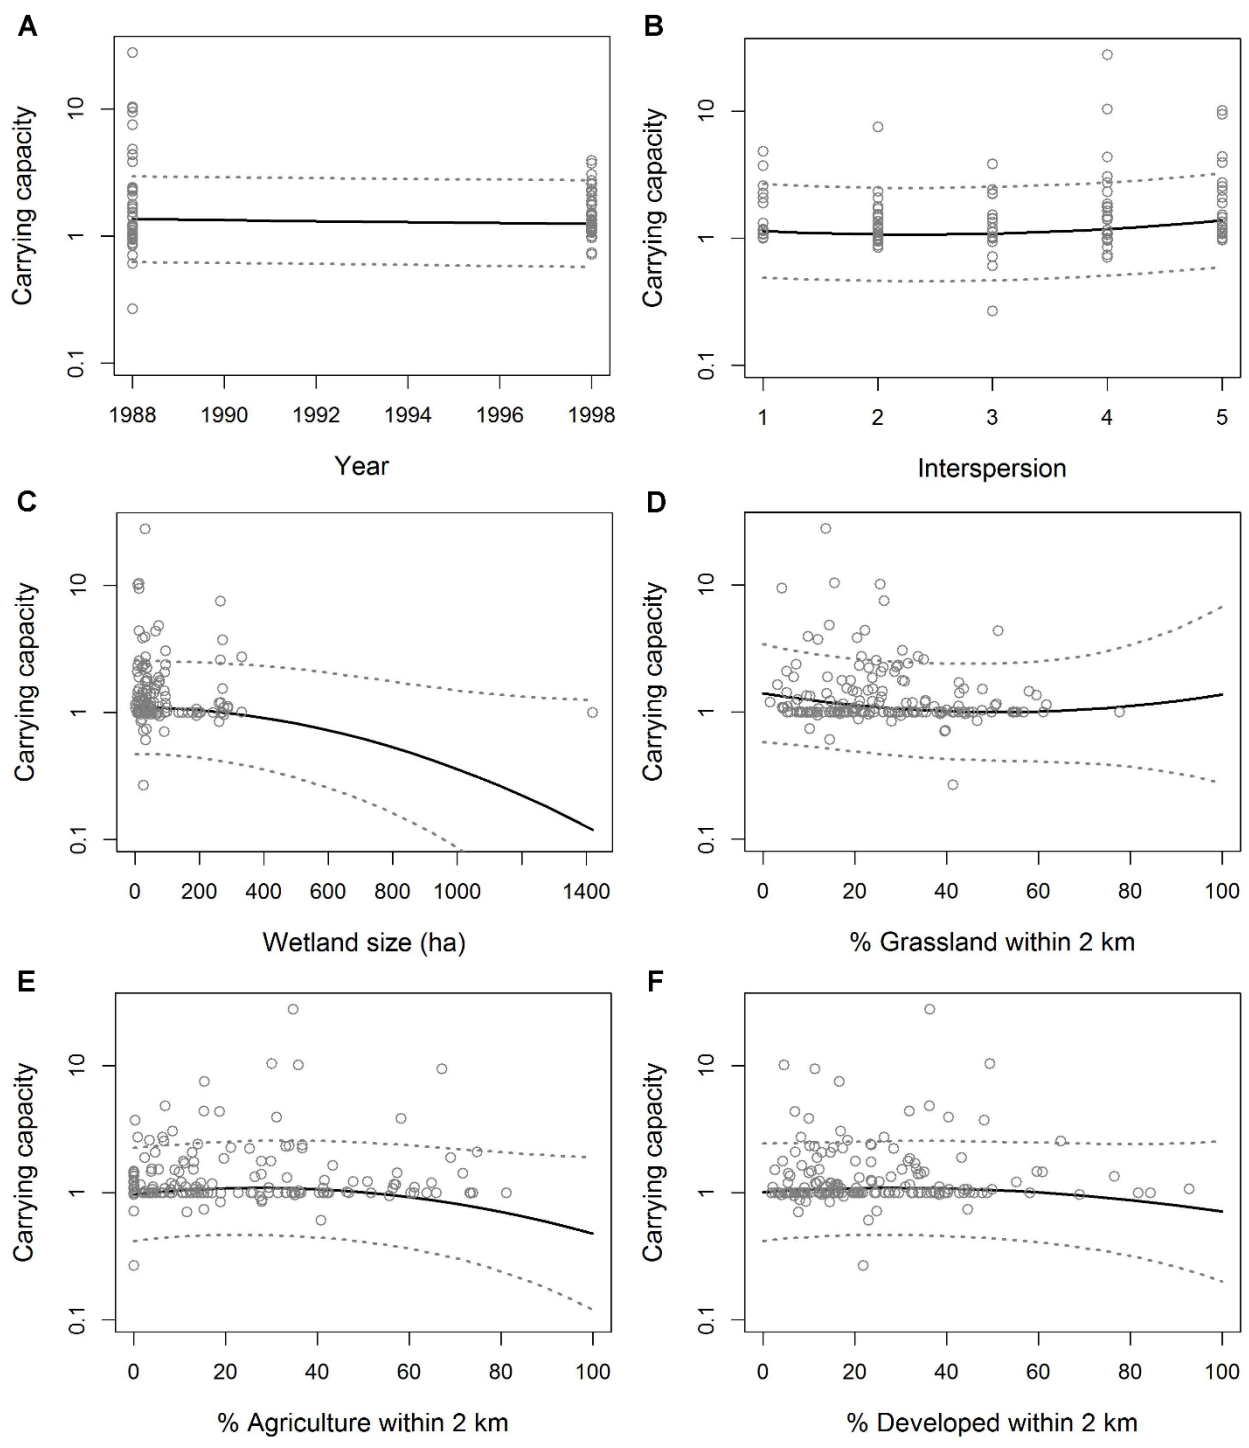 A
Carrying capacity
10
1
0.1
1988 1990 1992 1994 1996 1998
Year
B
Carrying capacity
10
1
0.1
1 2 3 4 5
Interspersion
C
Carrying capacity
10
1
0.1
0 200 400 600 800 1000 1400
Wetland size (ha)
D
Carrying capacity
10
1
0.1
0 20 40 60 80 100
% Grassland within 2 km
E
Carrying capacity
10
1
0.1
0 20 40 60 80 100
% Agriculture within 2 km
F
Carrying capacity
10
1
0.1
0 20 40 60 80 100
% Developed within 2 km